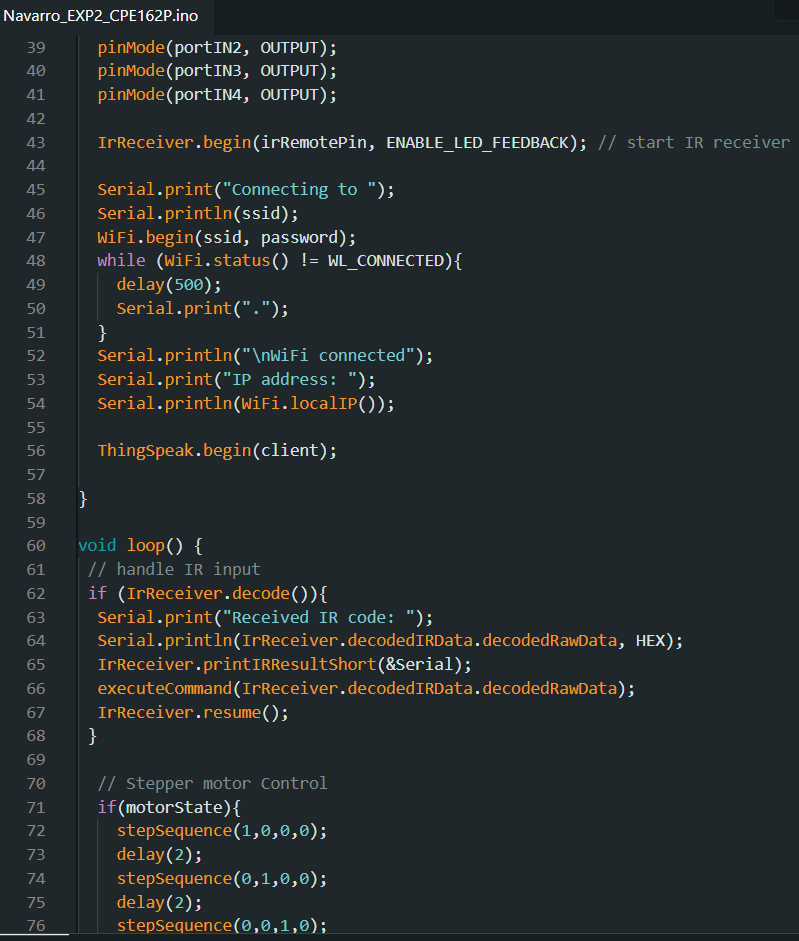 Navarro_EXP2_CPE162P.ino
39 pinMode(portIN2, OUTPUT);
40 pinMode(portIN3, OUTPUT);
41 pinMode(portIN4, OUTPUT);
42
43 IrReceiver.begin(irRemotePin, ENABLE_LED_FEEDBACK); // start IR receiver
44
45 Serial.print("Connecting to ");
46 Serial.println(ssid);
47 WiFi.begin(ssid, password);
48 while (WiFi.status() != WL_CONNECTED){
49 delay(500);
50 Serial.print(".");
51 }
52 Serial.println("\nWiFi connected");
53 Serial.print("IP address: ");
54 Serial.println(WiFi.localIP());
55
56 ThingSpeak.begin(client);
57
58 }
59
60 void loop() {
61 // handle IR input
62 if (IrReceiver.decode()){
63 Serial.print("Received IR code: ");
64 Serial.println(IrReceiver.decodedIRData.decodedRawData, HEX);
65 IrReceiver.printIRResultShort(&Serial);
66 executeCommand(IrReceiver.decodedIRData.decodedRawData);
67 IrReceiver.resume();
68 }
69
70 // Stepper motor Control
71 if(motorState){
72 stepSequence(1,0,0,0);
73 delay(2);
74 stepSequence(0,1,0,0);
75 delay(2);
76 stepSequence(0,0,1,0);